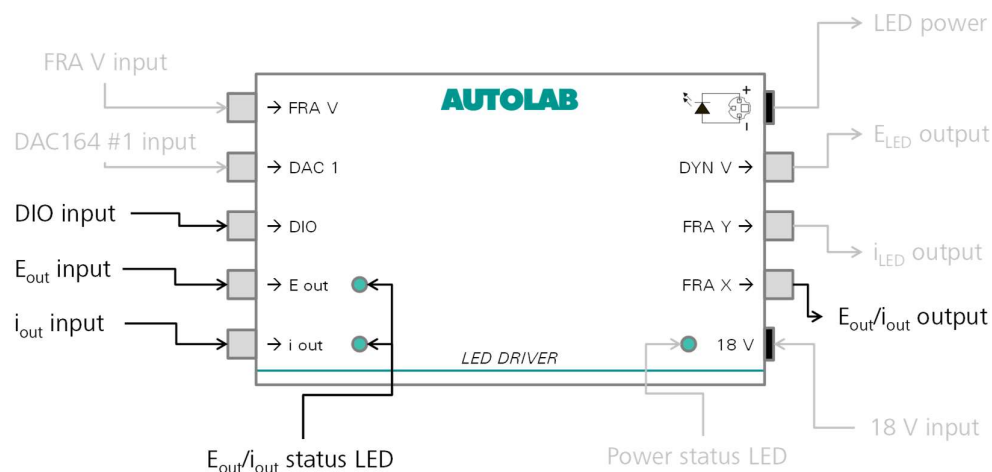 LED power
FRA V input
→ FRA V
AUTOLAB
+
−
DAC164 #1 input
→ DAC 1
DYN V →
E_LED output
DIO input
→ DIO
FRA Y →
i_LED output
E_out input
→ E out
FRA X →
E_out/i_out output
i_out input
→ i out
LED DRIVER
18 V
18 V input
E_out/i_out status LED
Power status LED